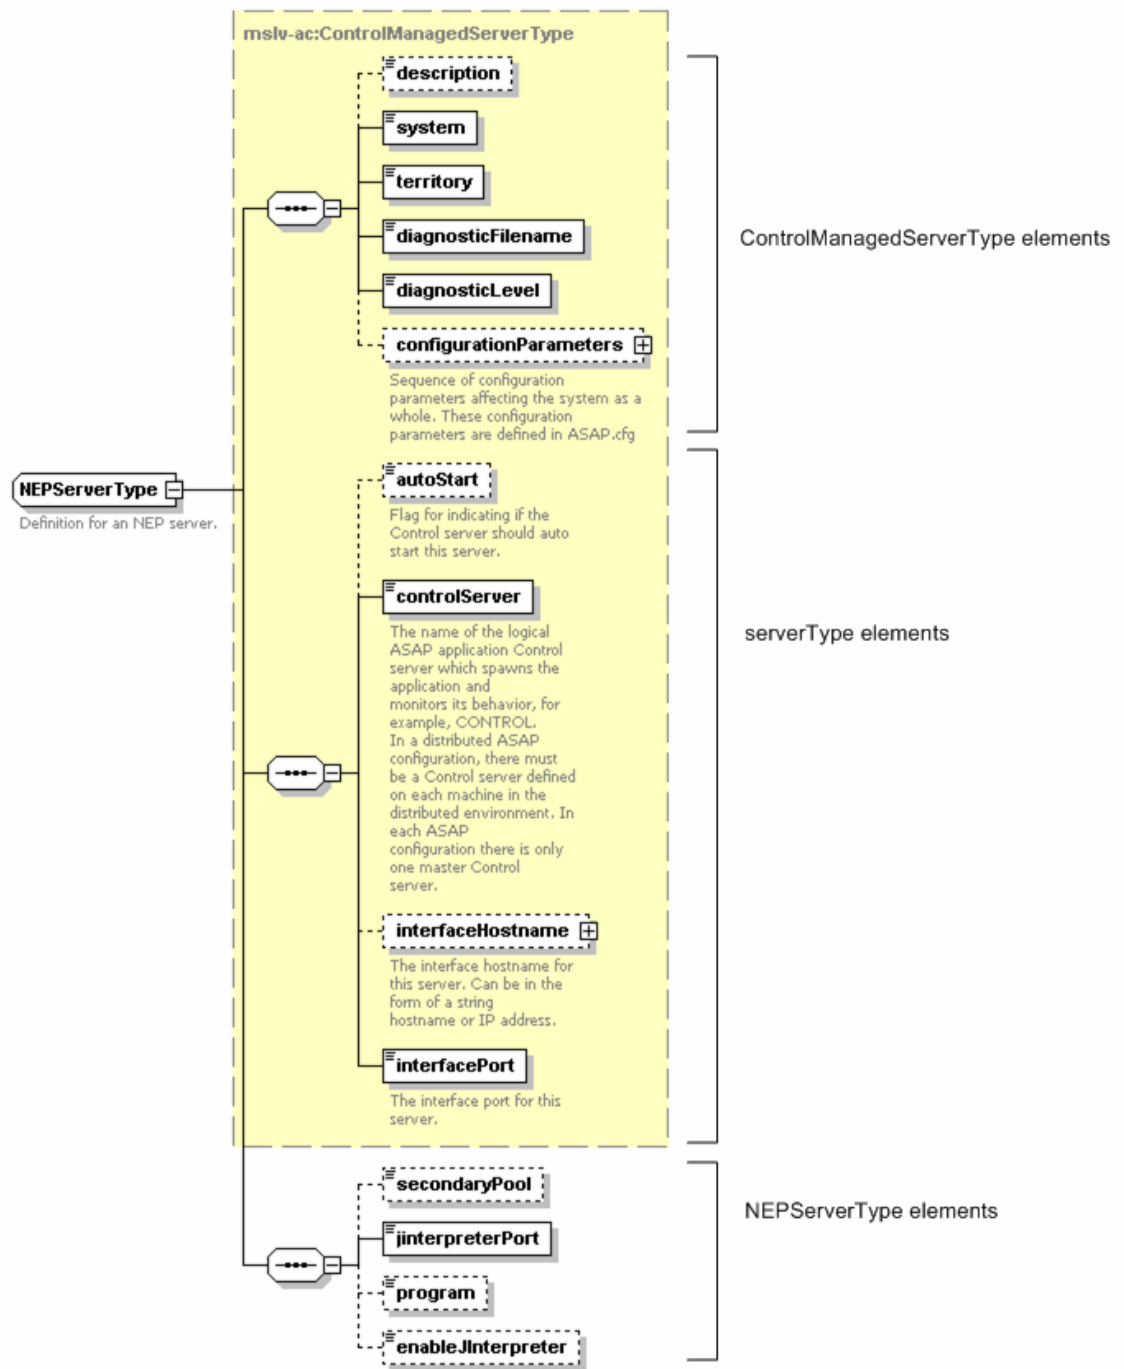 mslv-ac:ControlManagedServerType
description
system
territory
diagnosticFilename
diagnosticLevel
configurationParameters
Sequence of configuration
parameters affecting the system as a
whole. These configuration
parameters are defined in ASAP.cfg
ControlManagedServerType elements
NEPServerType
Definition for an NEP server.
autoStart
Flag for indicating if the
Control server should auto
start this server.
controlServer
The name of the logical
ASAP application Control
server which spawns the
application and
monitors its behavior, for
example, CONTROL.
In a distributed ASAP
configuration, there must
be a Control server defined
on each machine in the
distributed environment. In
each ASAP
configuration there is only
one master Control
server.
interfaceHostname
The interface hostname for
this server. Can be in the
form of a string
hostname or IP address.
interfacePort
The interface port for this
server.
serverType elements
secondaryPool
jinterpreterPort
program
enableJInterpreter
NEPServerType elements